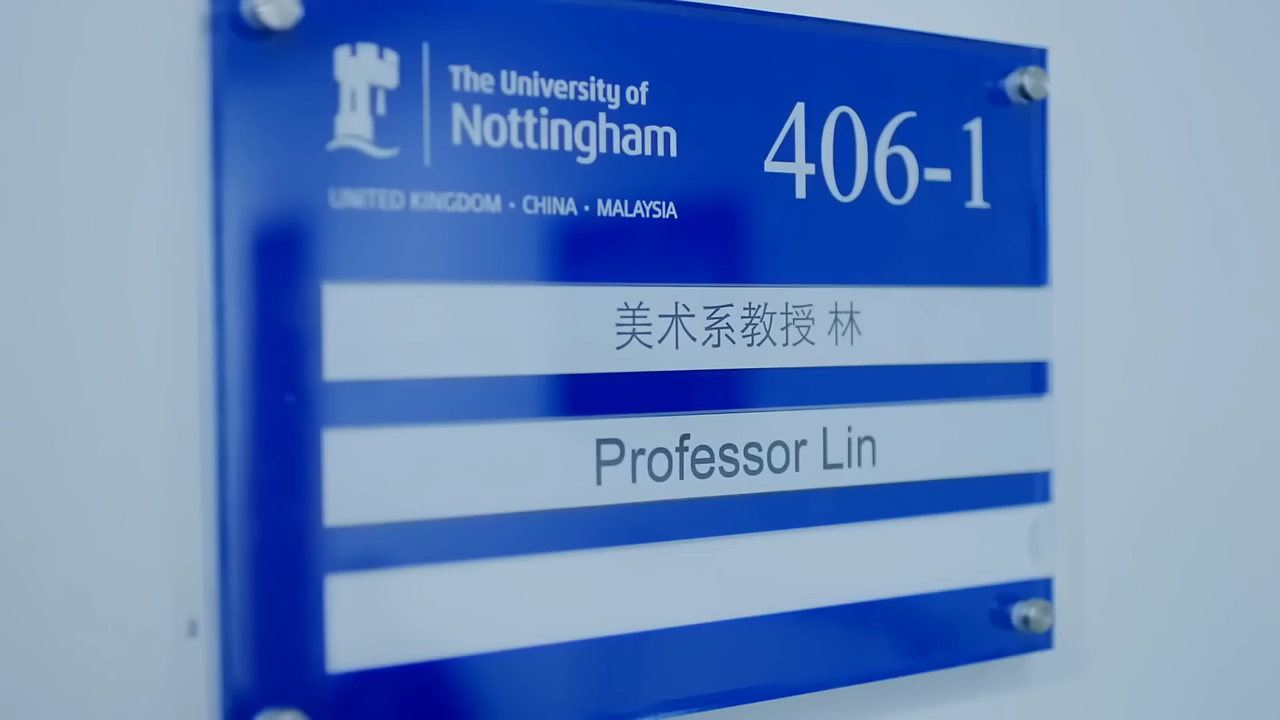 The University of
Nottingham
UNITED KINGDOM · CHINA · MALAYSIA
406-1
美术系教授 林
Professor Lin